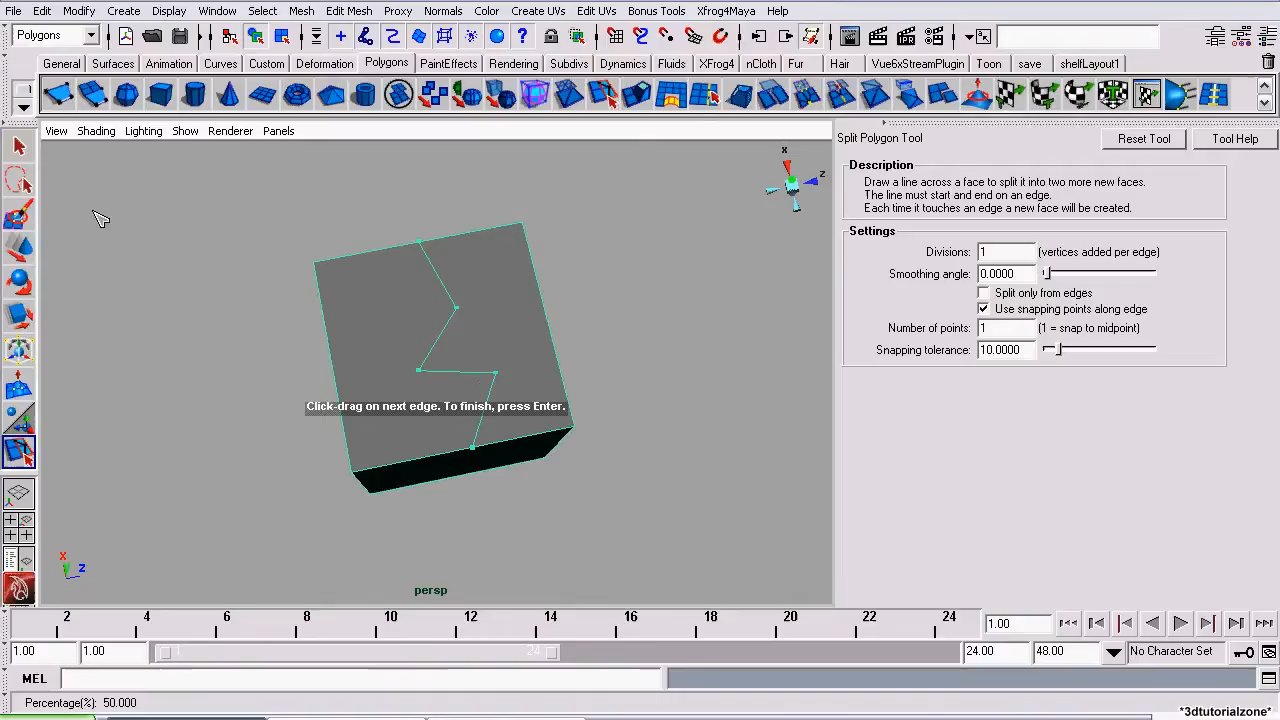 File Edit Modify Create Display Window Select Mesh Edit Mesh Proxy Normals Color Create UVs Edit UVs Bonus Tools Xfrog4Maya Help
Polygons
General Surfaces Animation Curves Custom Deformation Polygons PaintEffects Rendering Subdivs Dynamics Fluids XFrog4 nCloth Fur Hair Vue6xStreamPlugin Toon save shelfLayout1
View Shading Lighting Show Renderer Panels
Split Polygon Tool
Reset Tool
Tool Help
x
z
Description
Draw a line across a face to split it into two more new faces.
The line must start and end on an edge.
Each time it touches an edge a new face will be created.
Settings
Divisions: 1 (vertices added per edge)
Smoothing angle: 0.0000
Split only from edges
Use snapping points along edge
Number of points: 1 (1 = snap to midpoint)
Snapping tolerance: 10.0000
Click-drag on next edge. To finish, press Enter.
x
y z
persp
2 4 6 8 10 12 14 16 18 20 22 24 1.00
1.00 1.00 1 24 24.00 48.00 No Character Set
MEL
Percentage(%): 50.000
*3dtutorialzone*